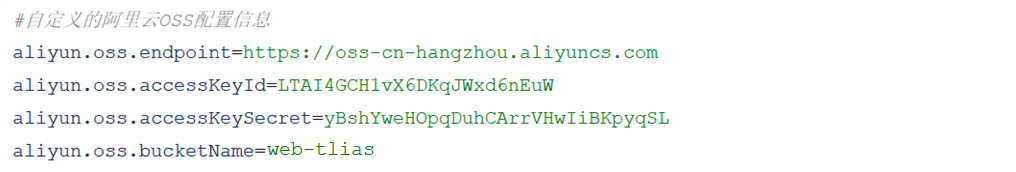 #自定义的阿里云OSS配置信息
aliyun.oss.endpoint=https://oss-cn-hangzhou.aliyuncs.com
aliyun.oss.accessKeyId=LTAI4GCH1vX6DKqJWxd6nEuW
aliyun.oss.accessKeySecret=yBshYweHOpqDuhCArrVHwIiBKpyqSL
aliyun.oss.bucketName=web-tlias